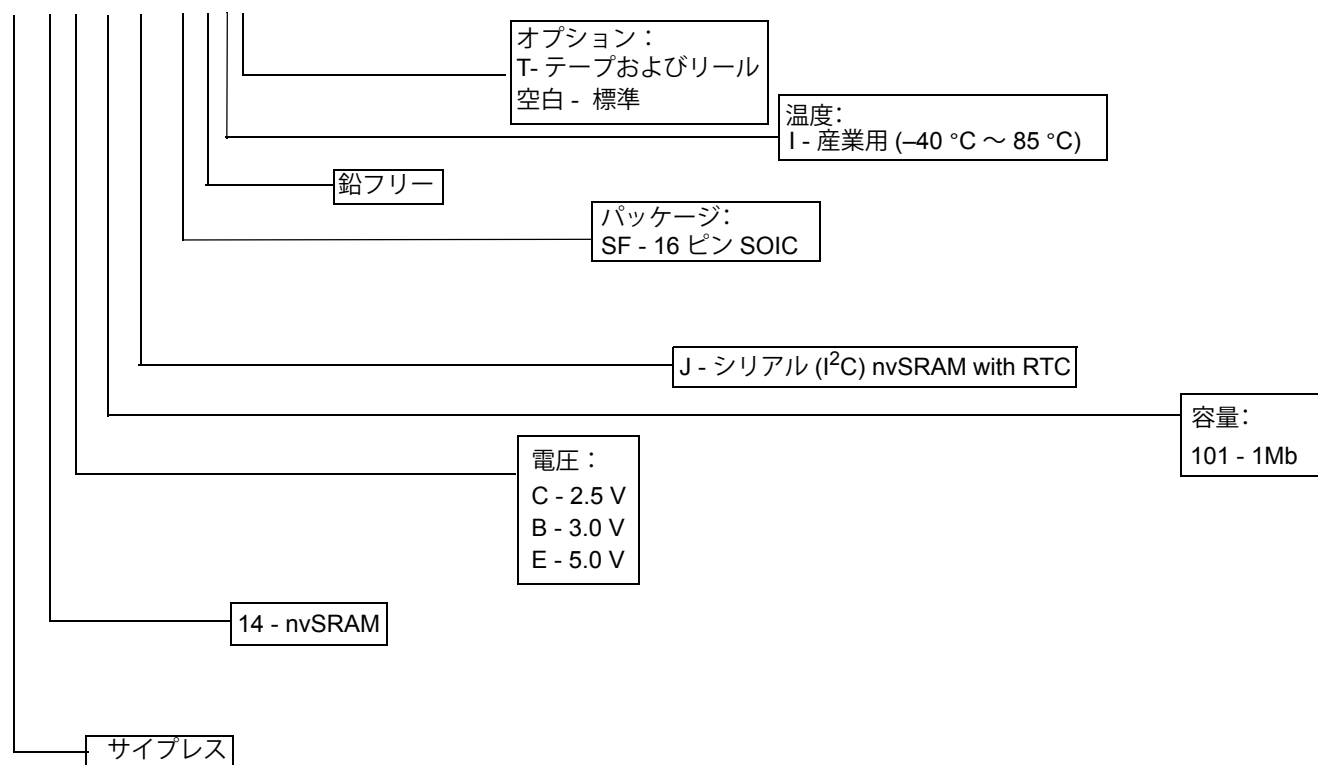 オプション：
T- テープおよびリール
空白 - 標準
温度：
I - 産業用 (–40 °C ～ 85 °C)
鉛フリー
パッケージ：
SF - 16 ピン SOIC
J - シリアル (I²C) nvSRAM with RTC
容量：
101 - 1Mb
電圧：
C - 2.5 V
B - 3.0 V
E - 5.0 V
14 - nvSRAM
サイプレス